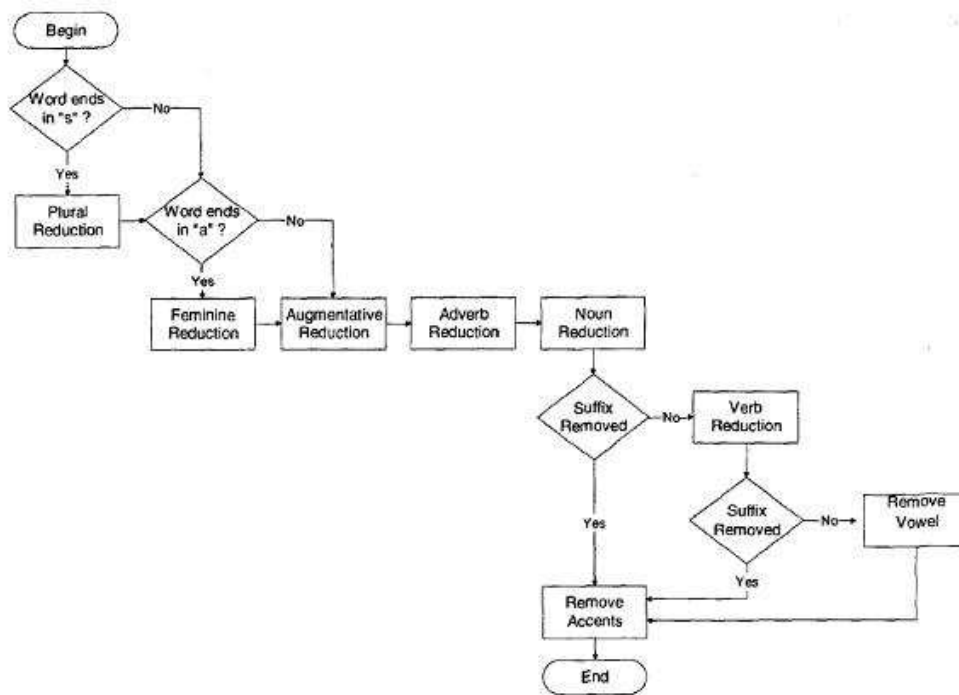 Begin
Word ends
in "s" ?
No
Yes
Plural
Reduction
Word ends
in "a" ?
No
Yes
Feminine
Reduction
Augmentative
Reduction
Adverb
Reduction
Noun
Reduction
Suffix
Removed
No
Verb
Reduction
Yes
Suffix
Removed
No
Remove
Vowel
Yes
Remove
Accents
End